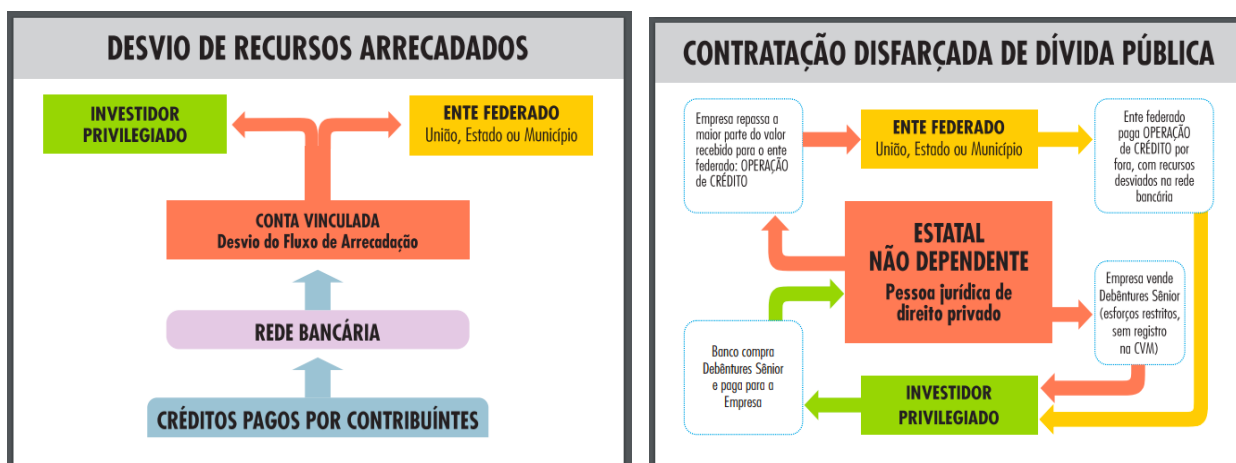 DESVIO DE RECURSOS ARRECADADOS
INVESTIDOR
PRIVILEGIADO
ENTE FEDERADO
União, Estado ou Município
CONTA VINCULADA
Desvio do Fluxo de Arrecadação
REDE BANCÁRIA
CRÉDITOS PAGOS POR CONTRIBUÍNTES
CONTRATAÇÃO DISFARÇADA DE DÍVIDA PÚBLICA
Empresa repassa a
maior parte do valor
recebido para o ente
federado: OPERAÇÃO
de CRÉDITO
ENTE FEDERADO
União, Estado ou Município
Ente federado
paga OPERAÇÃO
de CRÉDITO por
fora, com recursos
desviados na rede
bancária
ESTATAL
NÃO DEPENDENTE
Pessoa jurídica de
direito privado
Empresa vende
Debêntures Sênior
(esforços restritos,
sem registro
na CVM)
Banco compra
Debêntures Sênior
e paga para a
Empresa
INVESTIDOR
PRIVILEGIADO